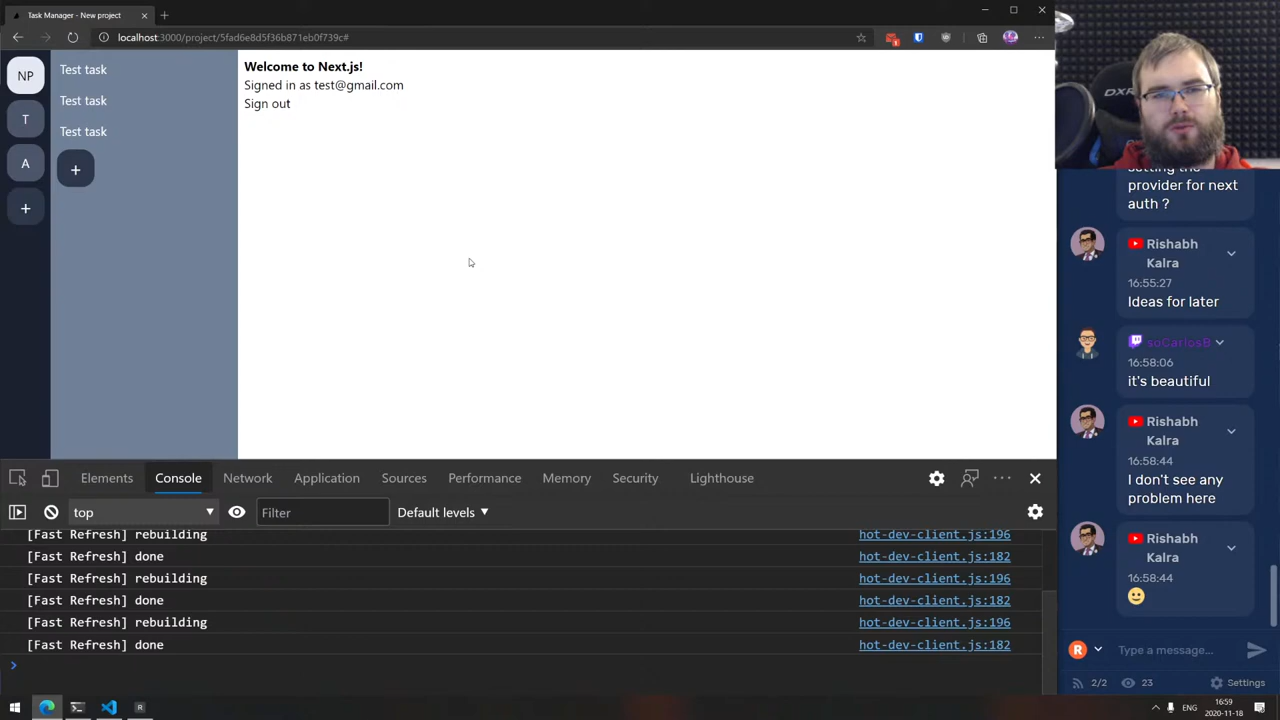 Task Manager - New project
localhost:3000/project/5fad6e8d5f36b871eb0f739c#
NP
T
A
+
Test task
Test task
Test task
+
Welcome to Next.js!
Signed in as test@gmail.com
Sign out
DXR
setting the
provider for next
auth ?
Rishabh
Kalra
16:55:27
Ideas for later
soCarlosB
16:58:06
it's beautiful
Rishabh
Kalra
16:58:44
I don't see any
problem here
Rishabh
Kalra
16:58:44
R
Type a message...
2/2
23
Settings
Elements
Console
Network
Application
Sources
Performance
Memory
Security
Lighthouse
top
Filter
Default levels
[Fast Refresh] rebuilding hot-dev-client.js:196
[Fast Refresh] done hot-dev-client.js:182
[Fast Refresh] rebuilding hot-dev-client.js:196
[Fast Refresh] done hot-dev-client.js:182
[Fast Refresh] rebuilding hot-dev-client.js:196
[Fast Refresh] done hot-dev-client.js:182
R
ENG
16:59
2020-11-18